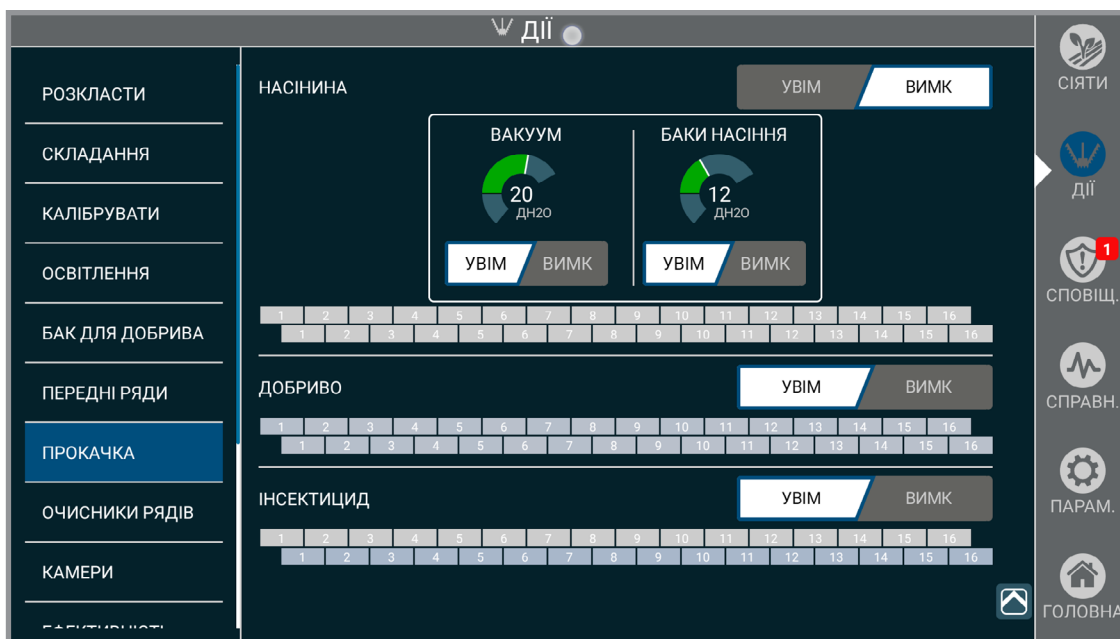 ДІЇ
РОЗКЛАСТИ
СКЛАДАННЯ
КАЛІБРУВАТИ
ОСВІТЛЕННЯ
БАК ДЛЯ ДОБРИВА
ПЕРЕДНІ РЯДИ
ПРОКАЧКА
ОЧИСНИКИ РЯДІВ
КАМЕРИ
НАСІНИНА
УВІМ ВИМК
ВАКУУМ БАКИ НАСІННЯ
20 12
ДH2O ДH2O
УВІМ ВИМК УВІМ ВИМК
1 2 3 4 5 6 7 8 9 10 11 12 13 14 15 16
1 2 3 4 5 6 7 8 9 10 11 12 13 14 15 16
ДОБРИВО УВІМ ВИМК
1 2 3 4 5 6 7 8 9 10 11 12 13 14 15 16
1 2 3 4 5 6 7 8 9 10 11 12 13 14 15 16
ІНСЕКТИЦИД УВІМ ВИМК
1 2 3 4 5 6 7 8 9 10 11 12 13 14 15 16
1 2 3 4 5 6 7 8 9 10 11 12 13 14 15 16
СІЯТИ
ДІЇ
1
СПОВІЩ.
СПРАВН.
ПАРАМ.
ГОЛОВНА